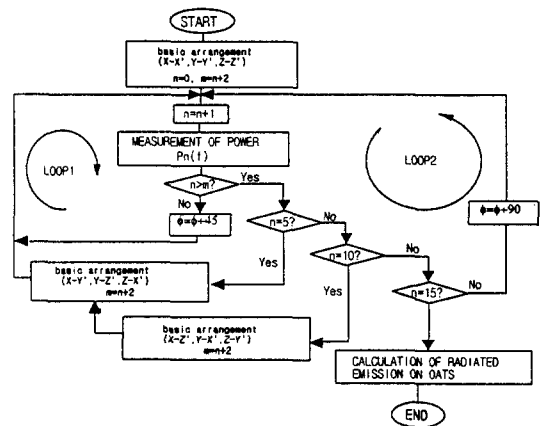 START
basic arrangement
(X-X',Y-Y',Z-Z')
n=0, m=n+2
n=n+1
MEASUREMENT OF POWER
Pn(f)
LOOP1
LOOP2
n>m?
Yes
No
ϕ=ϕ+45
n=5?
No
ϕ=ϕ+90
Yes
n=10?
No
basic arrangement
(X-Y',Y-Z',Z-X')
m=n+2
Yes
n=15?
No
basic arrangement
(X-Z',Y-X',Z-Y')
m=n+2
CALCULATION OF RADIATED
EMISSION ON OATS
END